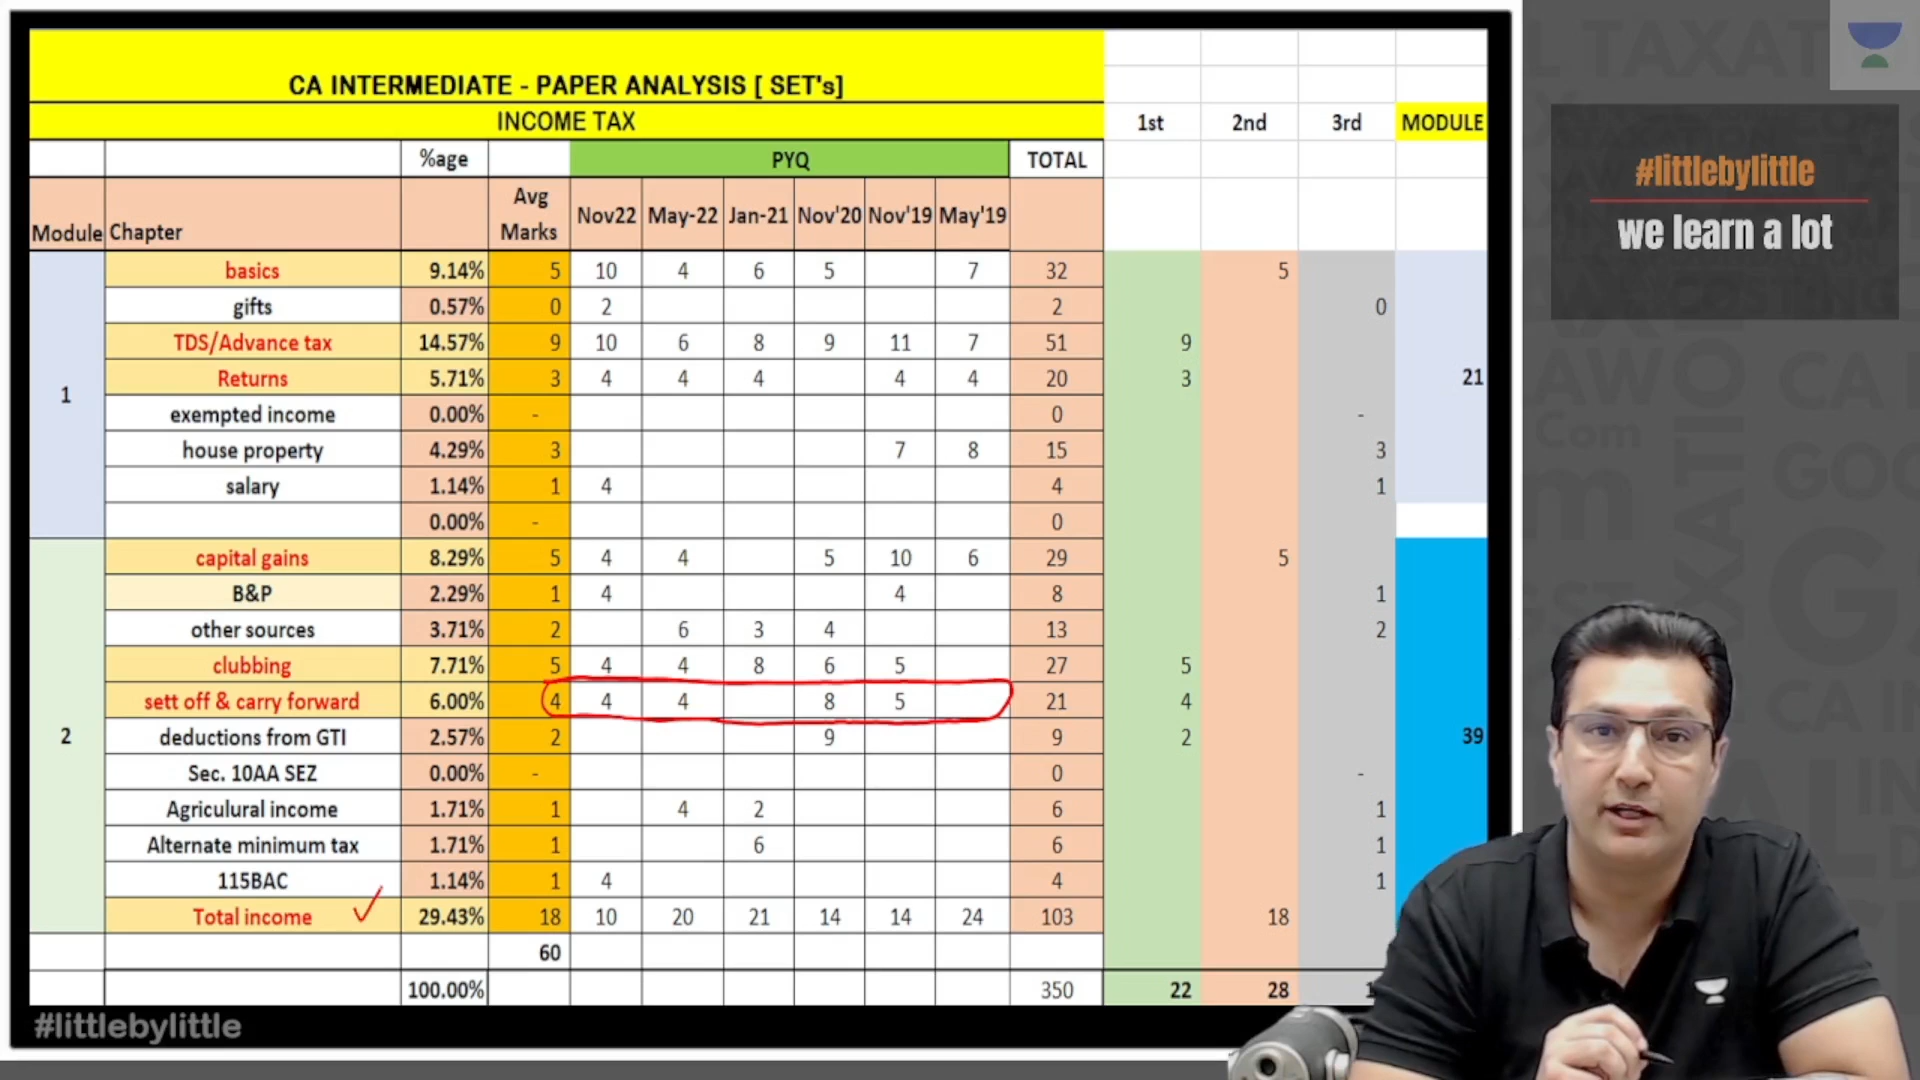 CA INTERMEDIATE - PAPER ANALYSIS [ SET's]
INCOME TAX 1st 2nd 3rd MODULE
%age PYQ TOTAL
Module Chapter Avg Marks Nov22 May-22 Jan-21 Nov'20 Nov'19 May'19
1
basics 9.14% 5 10 4 6 5 7 32 5
gifts 0.57% 0 2 2 0
TDS/Advance tax 14.57% 9 10 6 8 9 11 7 51 9
Returns 5.71% 3 4 4 4 4 4 20 3 21
exempted income 0.00% - 0 -
house property 4.29% 3 7 8 15 3
salary 1.14% 1 4 4 1
0.00% - 0
2
capital gains 8.29% 5 4 4 5 10 6 29 5
B&P 2.29% 1 4 4 8 1
other sources 3.71% 2 6 3 4 13 2
clubbing 7.71% 5 4 4 8 6 5 27 5
sett off & carry forward 6.00% 4 4 4 8 5 21 4
deductions from GTI 2.57% 2 9 9 2 39
Sec. 10AA SEZ 0.00% - 0 -
Agriculural income 1.71% 1 4 2 6 1
Alternate minimum tax 1.71% 1 6 6 1
115BAC 1.14% 1 4 4 1
Total income 29.43% 18 10 20 21 14 14 24 103 18
60
100.00% 350 22 28
#littlebylittle
#littlebylittle
we learn a lot